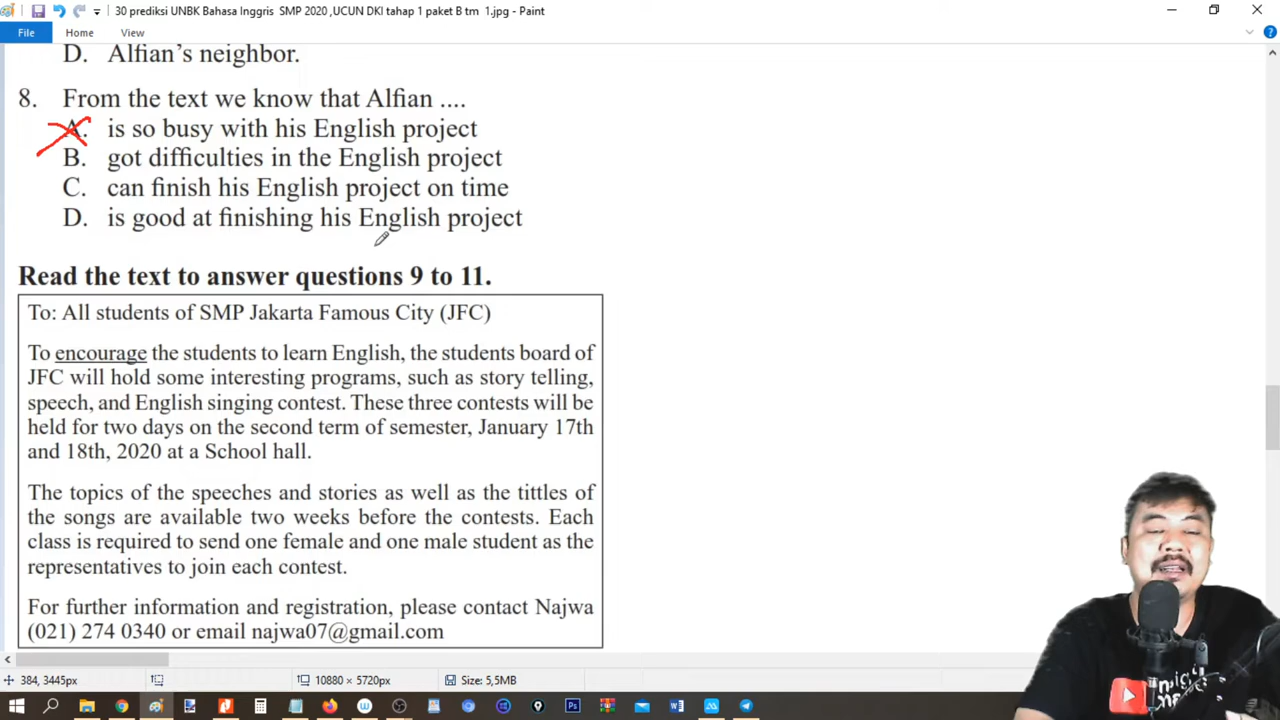 30 prediksi UNBK Bahasa Inggris SMP 2020 ,UCUN DKI tahap 1 paket B tm 1.jpg - Paint
File Home View
D. Alfian's neighbor.
8. From the text we know that Alfian ....
A. is so busy with his English project
B. got difficulties in the English project
C. can finish his English project on time
D. is good at finishing his English project
Read the text to answer questions 9 to 11.
To: All students of SMP Jakarta Famous City (JFC)
To encourage the students to learn English, the students board of
JFC will hold some interesting programs, such as story telling,
speech, and English singing contest. These three contests will be
held for two days on the second term of semester, January 17th
and 18th, 2020 at a School hall.
The topics of the speeches and stories as well as the tittles of
the songs are available two weeks before the contests. Each
class is required to send one female and one male student as the
representatives to join each contest.
For further information and registration, please contact Najwa
(021) 274 0340 or email najwa07@gmail.com
384, 3445px 10880 × 5720px Size: 5,5MB